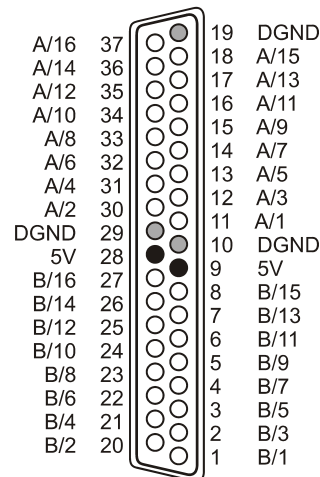 19 DGND
A/16 37
18 A/15
A/14 36
17 A/13
A/12 35
16 A/11
A/10 34
15 A/9
A/8 33
14 A/7
A/6 32
13 A/5
A/4 31
12 A/3
A/2 30
11 A/1
DGND 29
10 DGND
5V 28
9 5V
B/16 27
8 B/15
B/14 26
7 B/13
B/12 25
6 B/11
B/10 24
5 B/9
B/8 23
4 B/7
B/6 22
3 B/5
B/4 21
2 B/3
B/2 20
1 B/1